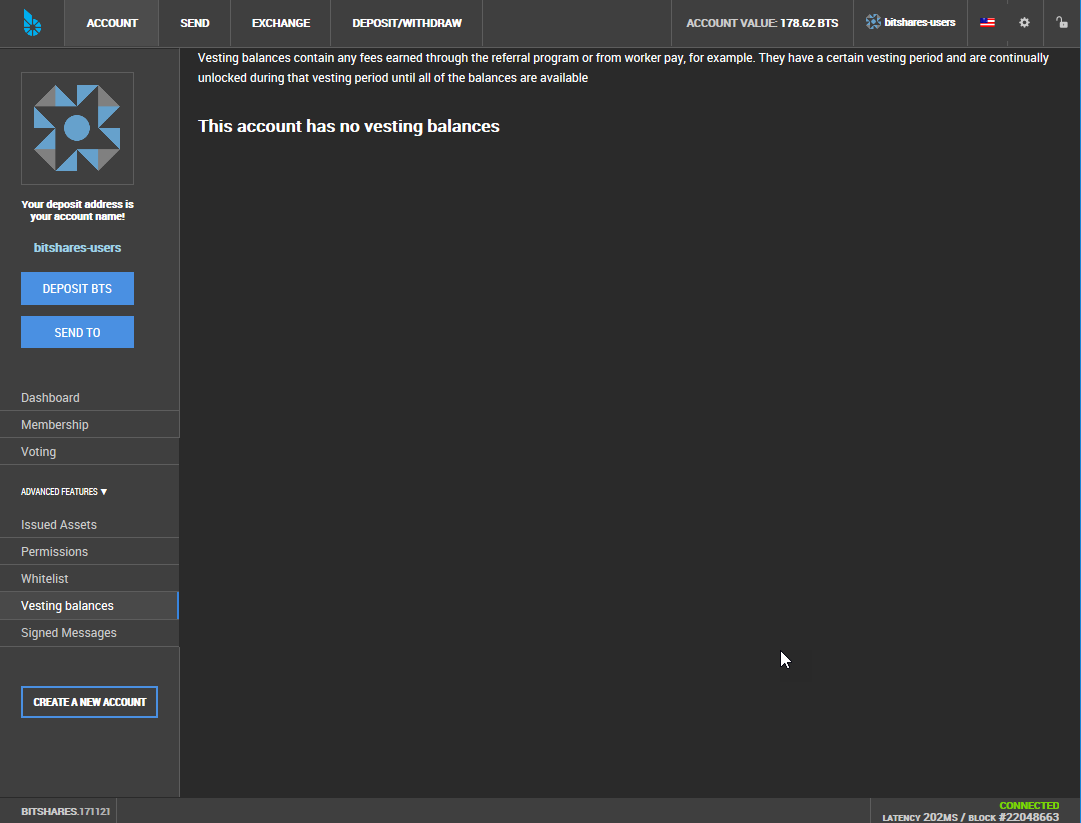 ACCOUNT
SEND
EXCHANGE
DEPOSIT/WITHDRAW
ACCOUNT VALUE: 178.62 BTS
bitshares-users
Vesting balances contain any fees earned through the referral program or from worker pay, for example. They have a certain vesting period and are continually
unlocked during that vesting period until all of the balances are available
This account has no vesting balances
Your deposit address is
your account name!
bitshares-users
DEPOSIT BTS
SEND TO
Dashboard
Membership
Voting
ADVANCED FEATURES ▼
Issued Assets
Permissions
Whitelist
Vesting balances
Signed Messages
CREATE A NEW ACCOUNT
BITSHARES.171121
CONNECTED
LATENCY 202MS / BLOCK #22048663